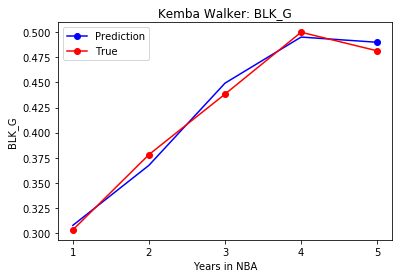 Kemba Walker: BLK_G
Prediction
True
0.500
0.475
0.450
0.425
0.400
0.375
0.350
0.325
0.300
BLK_G
1 2 3 4 5
Years in NBA